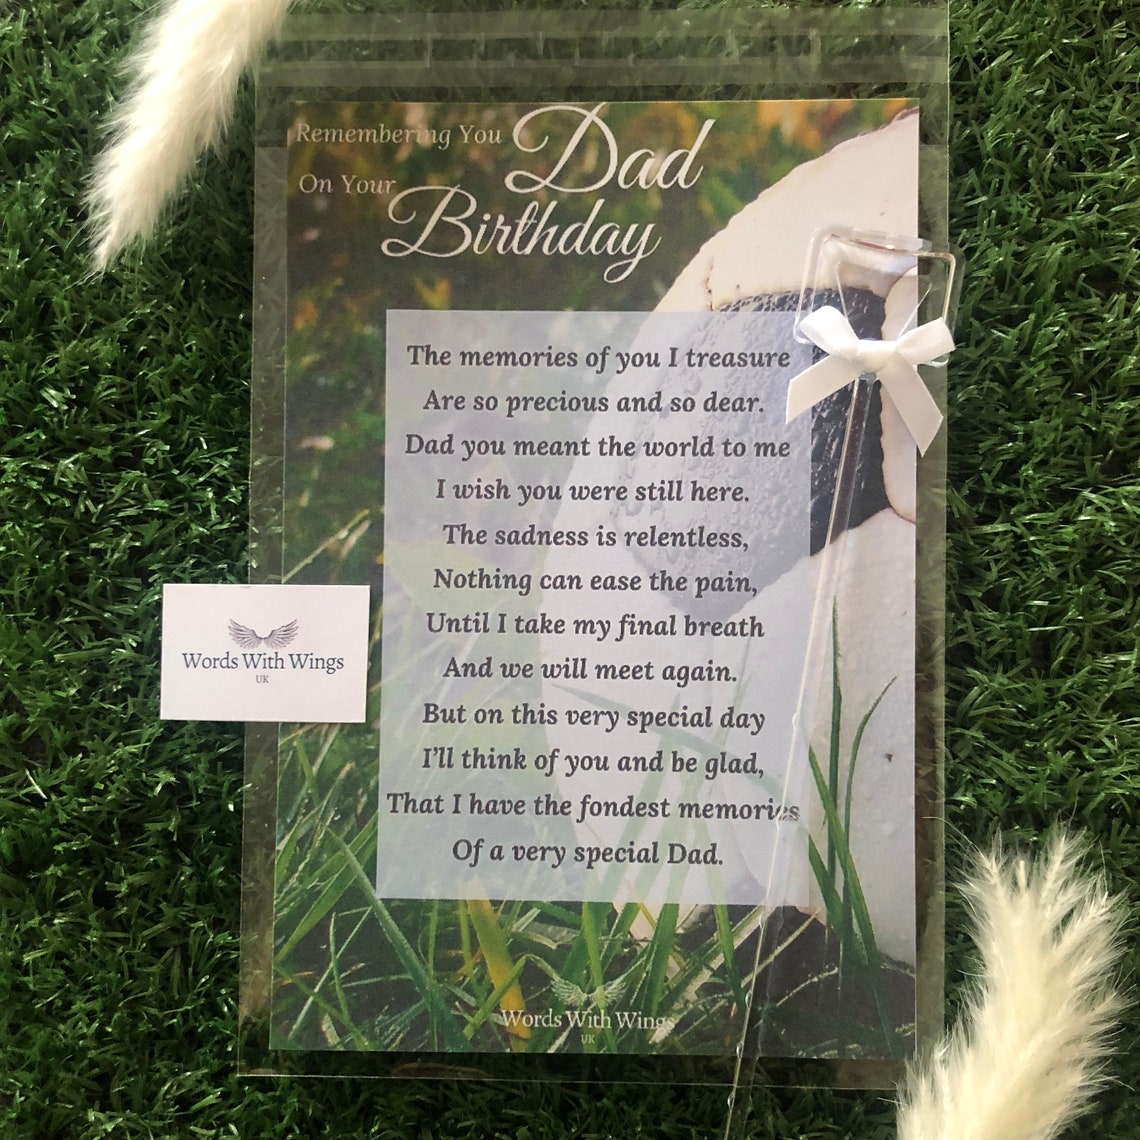 Remembering You Dad
On Your Birthday
The memories of you I treasure
Are so precious and so dear.
Dad you meant the world to me
I wish you were still here.
The sadness is relentless,
Nothing can ease the pain,
Until I take my final breath
And we will meet again.
But on this very special day
I'll think of you and be glad,
That I have the fondest memories
Of a very special Dad.
Words With Wings
UK
Words With Wings
UK